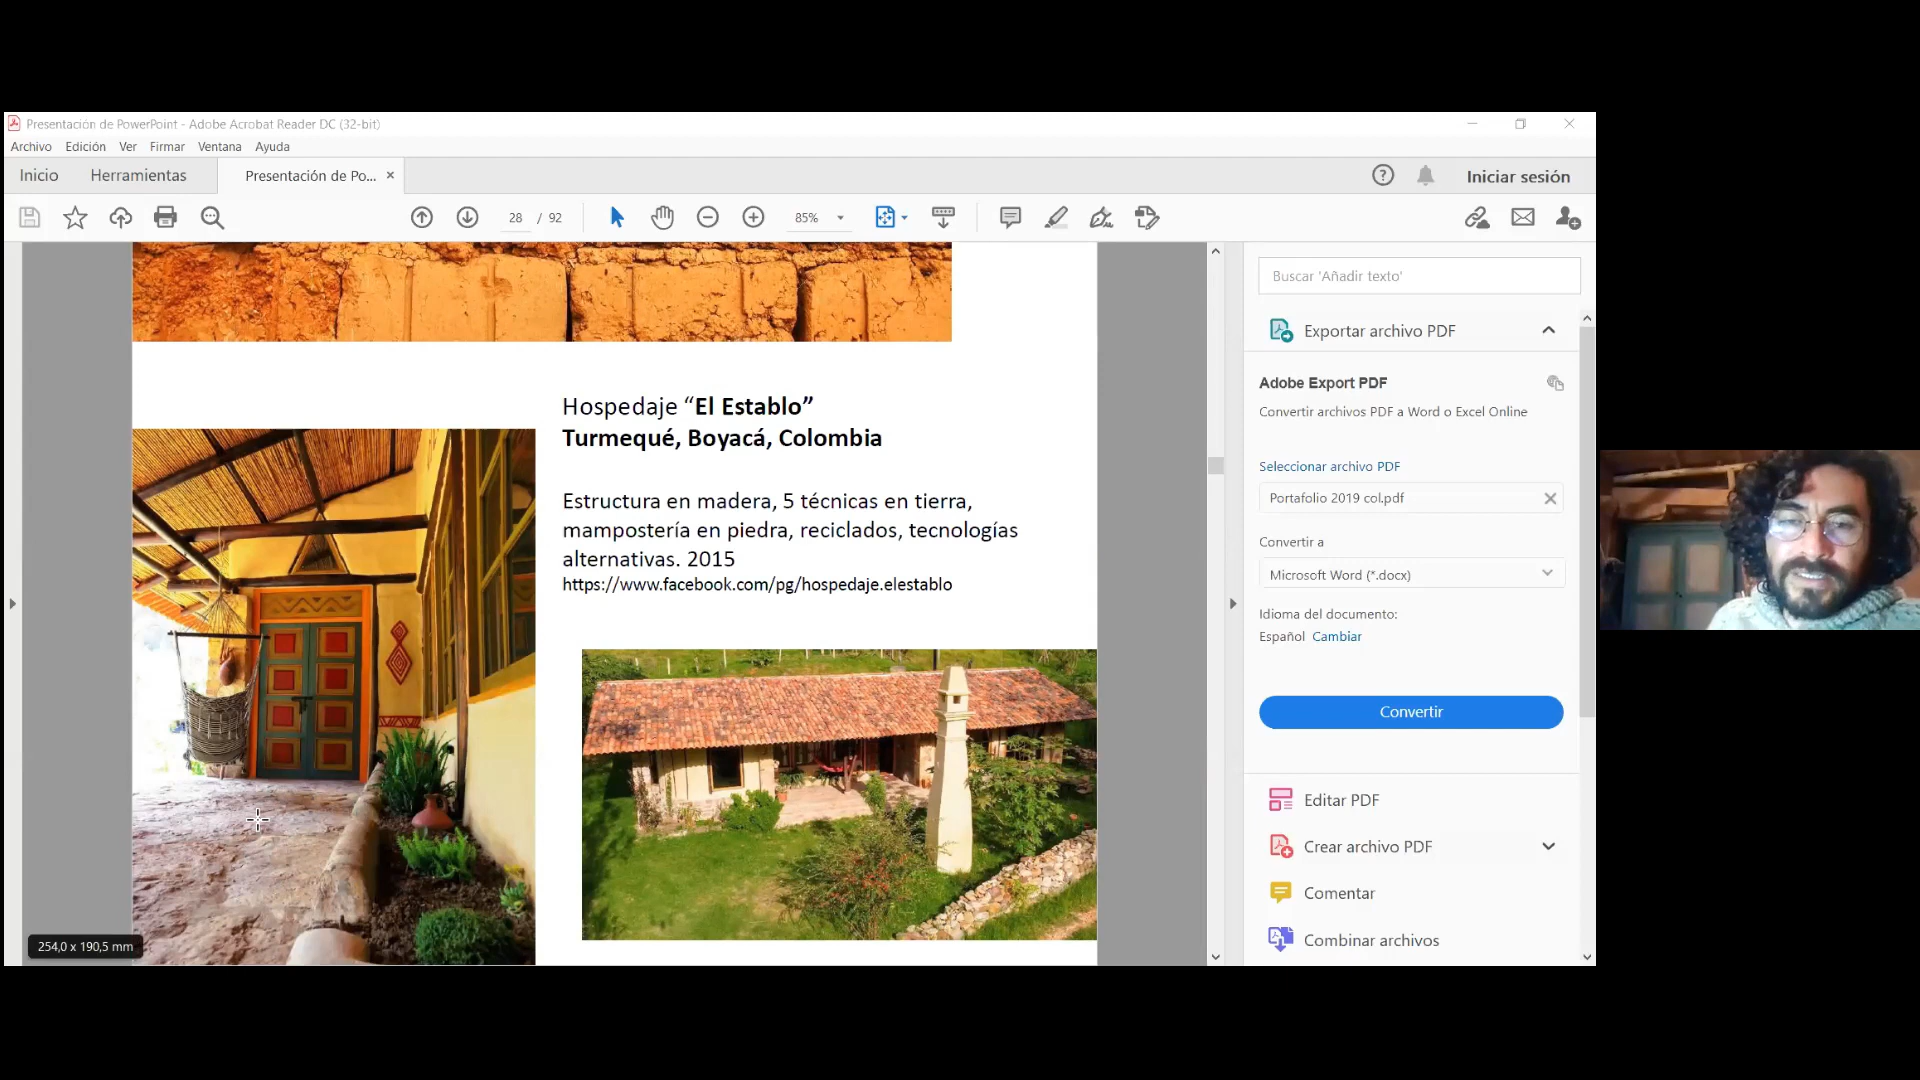 Presentación de PowerPoint - Adobe Acrobat Reader DC (32-bit)
Archivo Edición Ver Firmar Ventana Ayuda
Inicio Herramientas Presentación de Po... × Iniciar sesión
28 / 92 85%
Buscar 'Añadir texto'
Exportar archivo PDF
Adobe Export PDF
Convertir archivos PDF a Word o Excel Online
Seleccionar archivo PDF
Portafolio 2019 col.pdf
Convertir a
Microsoft Word (*.docx)
Idioma del documento:
Español Cambiar
Convertir
Editar PDF
Crear archivo PDF
Comentar
Combinar archivos
Hospedaje “El Establo”
Turmequé, Boyacá, Colombia
Estructura en madera, 5 técnicas en tierra,
mampostería en piedra, reciclados, tecnologías
alternativas. 2015
https://www.facebook.com/pg/hospedaje.elestablo
254,0 x 190,5 mm